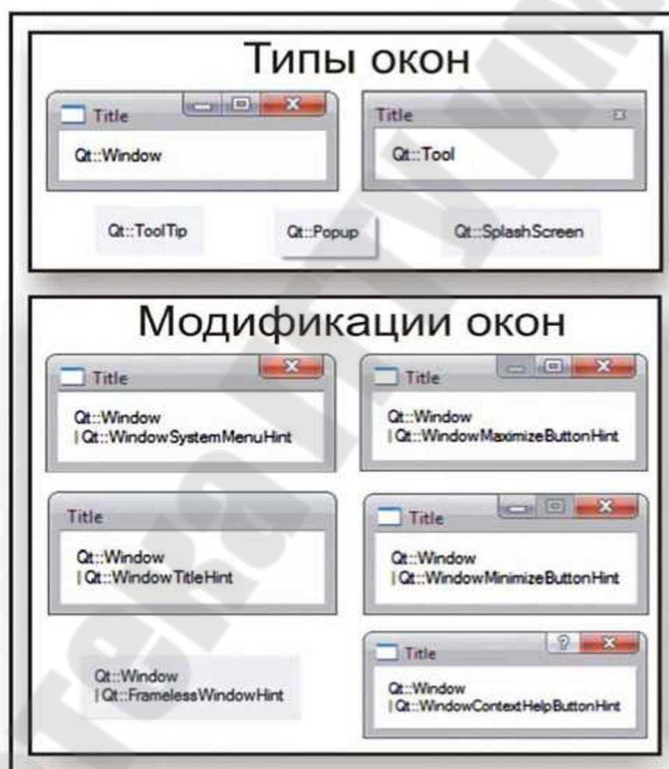 Типы окон
Title
Qt::Window
Title
Qt::Tool
Qt::ToolTip
Qt::Popup
Qt::SplashScreen
Модификации окон
Title
Qt::Window
| Qt::WindowSystemMenuHint
Title
Qt::Window
| Qt::WindowMaximizeButtonHint
Title
Qt::Window
| Qt::WindowTitleHint
Title
Qt::Window
| Qt::WindowMinimizeButtonHint
Qt::Window
| Qt::FramelessWindowHint
Title
Qt::Window
| Qt::WindowContextHelpButtonHint